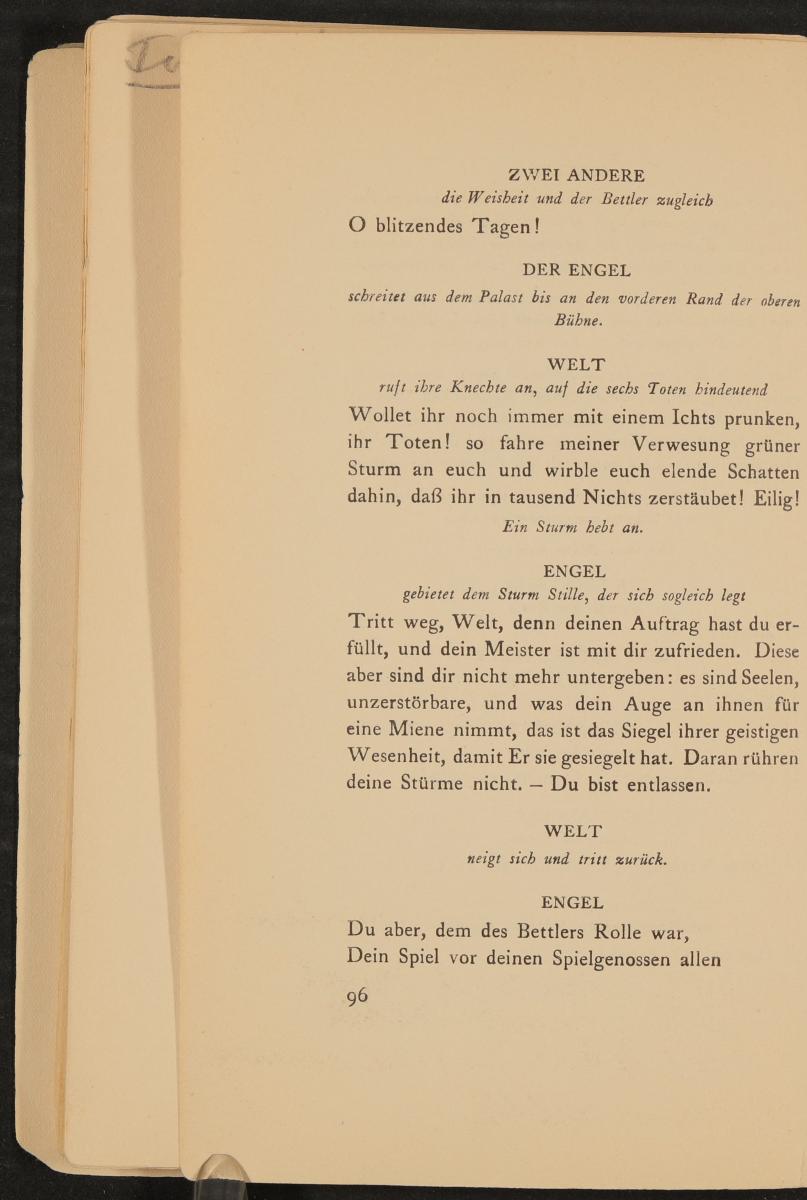 ZWEI ANDERE
die Weisheit und der Bettler zugleich
O blitzendes Tagen!
DER ENGEL
schreitet aus dem Palast bis an den vorderen Rand der oberen
Bühne.
WELT
ruft ihre Knechte an, auf die sechs Toten hindeutend
Wollet ihr noch immer mit einem Ichts prunken,
ihr Toten! so fahre meiner Verwesung grüner
Sturm an euch und wirble euch elende Schatten
dahin, daß ihr in tausend Nichts zerstäubet! Eilig!
Ein Sturm hebt an.
ENGEL
gebietet dem Sturm Stille, der sich sogleich legt
Tritt weg, Welt, denn deinen Auftrag hast du er-
füllt, und dein Meister ist mit dir zufrieden. Diese
aber sind dir nicht mehr untergeben: es sind Seelen,
unzerstörbare, und was dein Auge an ihnen für
eine Miene nimmt, das ist das Siegel ihrer geistigen
Wesenheit, damit Er sie gesiegelt hat. Daran rühren
deine Stürme nicht. — Du bist entlassen.
WELT
neigt sich und tritt zurück.
ENGEL
Du aber, dem des Bettlers Rolle war,
Dein Spiel vor deinen Spielgenossen allen
96